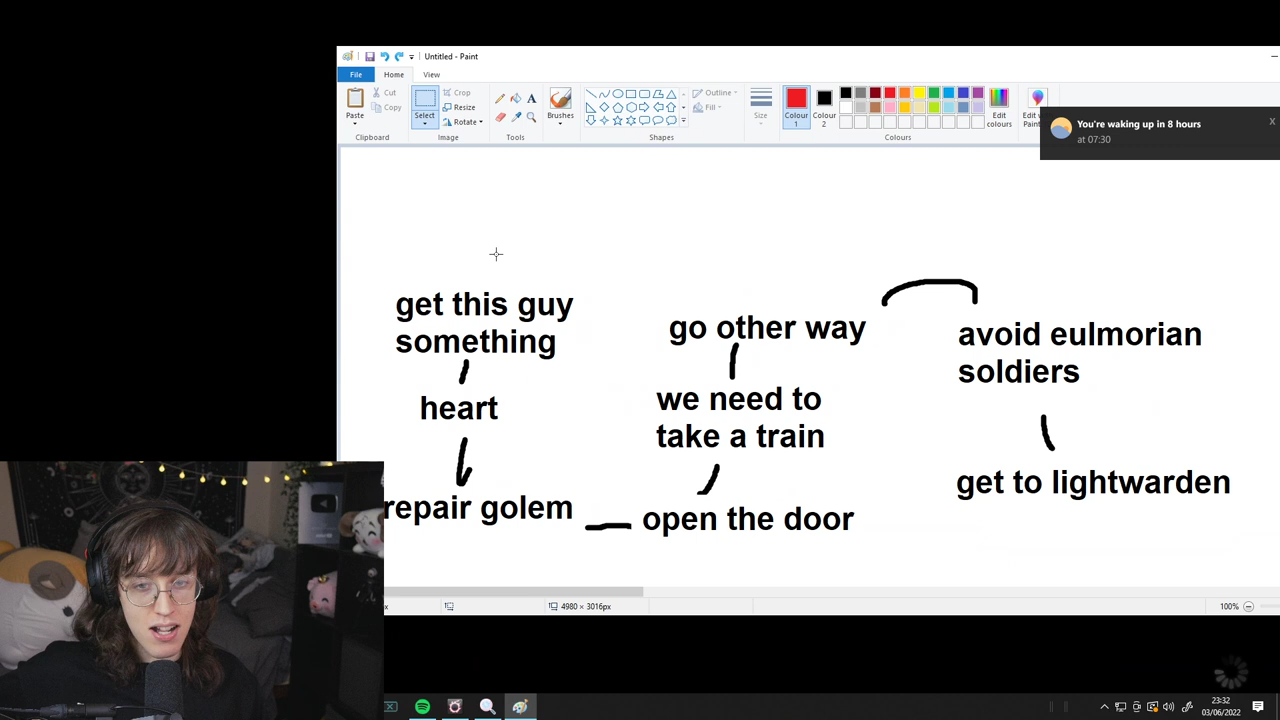 Untitled - Paint
File
Home
View
Paste
Cut
Copy
Clipboard
Select
Crop
Resize
Rotate
Image
Tools
Brushes
Shapes
Outline
Fill
Size
Colour
1
Colour
2
Edit
colours
Colours
Edit w
Paint
You're waking up in 8 hours
at 07:30
x
get this guy
something
heart
repair golem
go other way
we need to
take a train
open the door
avoid eulmorian
soldiers
get to lightwarden
4980 × 3016px
100%
23:32
03/06/2022